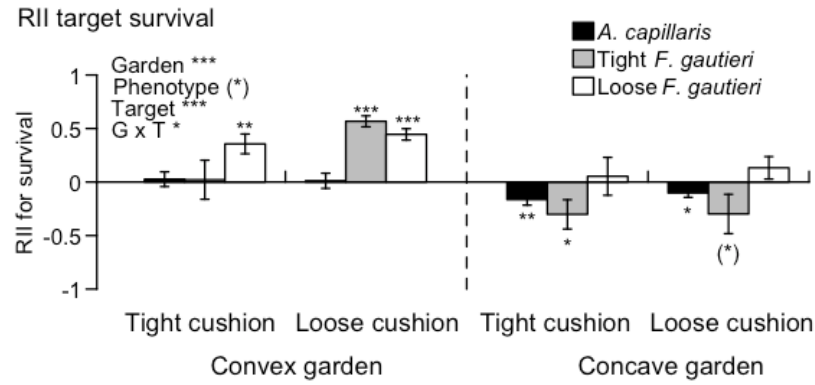 RII target survival
A. capillaris
Tight F. gautieri
Loose F. gautieri
Garden ***
Phenotype (*)
Target ***
G x T *
RII for survival
1
0.5
0
-0.5
-1
**
***
***
**
*
*
(*)
Tight cushion Loose cushion Tight cushion Loose cushion
Convex garden Concave garden